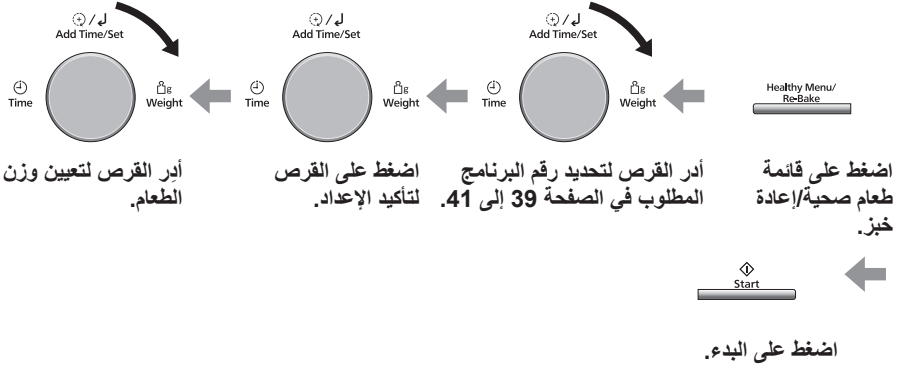 Healthy Menu/
Re-Bake
اضغط على قائمة
طعام صحية/إعادة
خبز.
Add Time/Set
Time
g
Weight
أدر القرص لتحديد رقم البرنامج
المطلوب في الصفحة 39 إلى 41.
Add Time/Set
Time
g
Weight
اضغط على القرص
لتأكيد الإعداد.
Add Time/Set
Time
g
Weight
أدِر القرص لتعيين وزن
الطعام.
Start
اضغط على البدء.